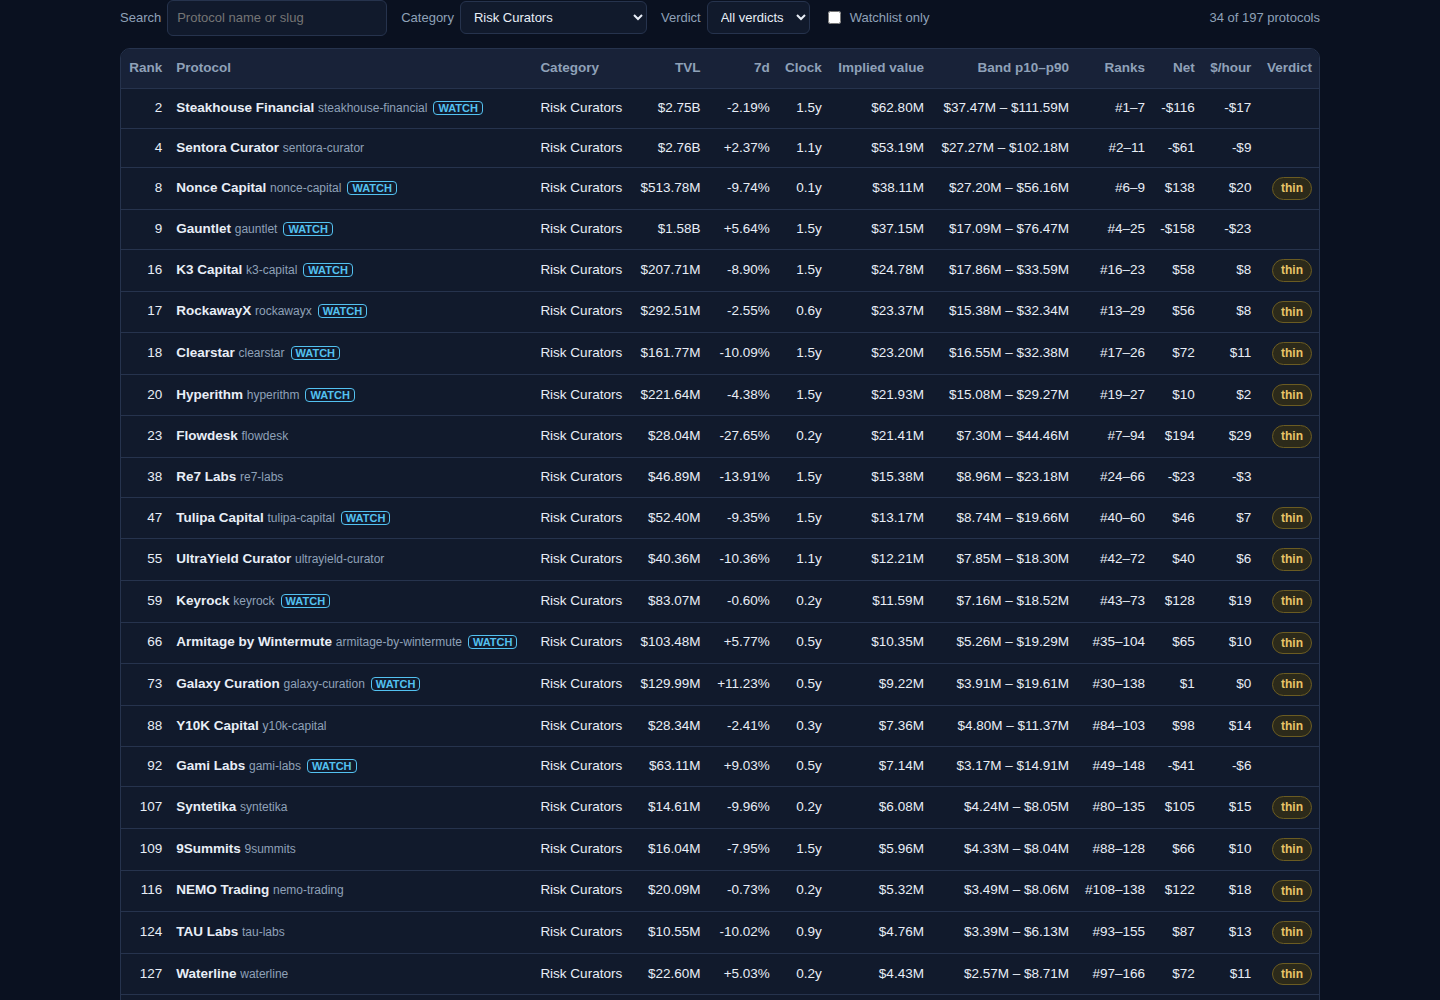 Search Protocol name or slug Category Risk Curators Verdict All verdicts Watchlist only 34 of 197 protocols
Rank Protocol Category TVL 7d Clock Implied value Band p10–p90 Ranks Net $/hour Verdict
2 Steakhouse Financial steakhouse-financial WATCH Risk Curators $2.75B -2.19% 1.5y $62.80M $37.47M – $111.59M #1–7 -$116 -$17
4 Sentora Curator sentora-curator Risk Curators $2.76B +2.37% 1.1y $53.19M $27.27M – $102.18M #2–11 -$61 -$9
8 Nonce Capital nonce-capital WATCH Risk Curators $513.78M -9.74% 0.1y $38.11M $27.20M – $56.16M #6–9 $138 $20 thin
9 Gauntlet gauntlet WATCH Risk Curators $1.58B +5.64% 1.5y $37.15M $17.09M – $76.47M #4–25 -$158 -$23
16 K3 Capital k3-capital WATCH Risk Curators $207.71M -8.90% 1.5y $24.78M $17.86M – $33.59M #16–23 $58 $8 thin
17 RockawayX rockawayx WATCH Risk Curators $292.51M -2.55% 0.6y $23.37M $15.38M – $32.34M #13–29 $56 $8 thin
18 Clearstar clearstar WATCH Risk Curators $161.77M -10.09% 1.5y $23.20M $16.55M – $32.38M #17–26 $72 $11 thin
20 Hyperithm hyperithm WATCH Risk Curators $221.64M -4.38% 1.5y $21.93M $15.08M – $29.27M #19–27 $10 $2 thin
23 Flowdesk flowdesk Risk Curators $28.04M -27.65% 0.2y $21.41M $7.30M – $44.46M #7–94 $194 $29 thin
38 Re7 Labs re7-labs Risk Curators $46.89M -13.91% 1.5y $15.38M $8.96M – $23.18M #24–66 -$23 -$3
47 Tulipa Capital tulipa-capital WATCH Risk Curators $52.40M -9.35% 1.5y $13.17M $8.74M – $19.66M #40–60 $46 $7 thin
55 UltraYield Curator ultrayield-curator Risk Curators $40.36M -10.36% 1.1y $12.21M $7.85M – $18.30M #42–72 $40 $6 thin
59 Keyrock keyrock WATCH Risk Curators $83.07M -0.60% 0.2y $11.59M $7.16M – $18.52M #43–73 $128 $19 thin
66 Armitage by Wintermute armitage-by-wintermute WATCH Risk Curators $103.48M +5.77% 0.5y $10.35M $5.26M – $19.29M #35–104 $65 $10 thin
73 Galaxy Curation galaxy-curation WATCH Risk Curators $129.99M +11.23% 0.5y $9.22M $3.91M – $19.61M #30–138 $1 $0 thin
88 Y10K Capital y10k-capital Risk Curators $28.34M -2.41% 0.3y $7.36M $4.80M – $11.37M #84–103 $98 $14 thin
92 Gami Labs gami-labs WATCH Risk Curators $63.11M +9.03% 0.5y $7.14M $3.17M – $14.91M #49–148 -$41 -$6
107 Syntetika syntetika Risk Curators $14.61M -9.96% 0.2y $6.08M $4.24M – $8.05M #80–135 $105 $15 thin
109 9Summits 9summits Risk Curators $16.04M -7.95% 1.5y $5.96M $4.33M – $8.04M #88–128 $66 $10 thin
116 NEMO Trading nemo-trading Risk Curators $20.09M -0.73% 0.2y $5.32M $3.49M – $8.06M #108–138 $122 $18 thin
124 TAU Labs tau-labs Risk Curators $10.55M -10.02% 0.9y $4.76M $3.39M – $6.13M #93–155 $87 $13 thin
127 Waterline waterline Risk Curators $22.60M +5.03% 0.2y $4.43M $2.57M – $8.71M #97–166 $72 $11 thin